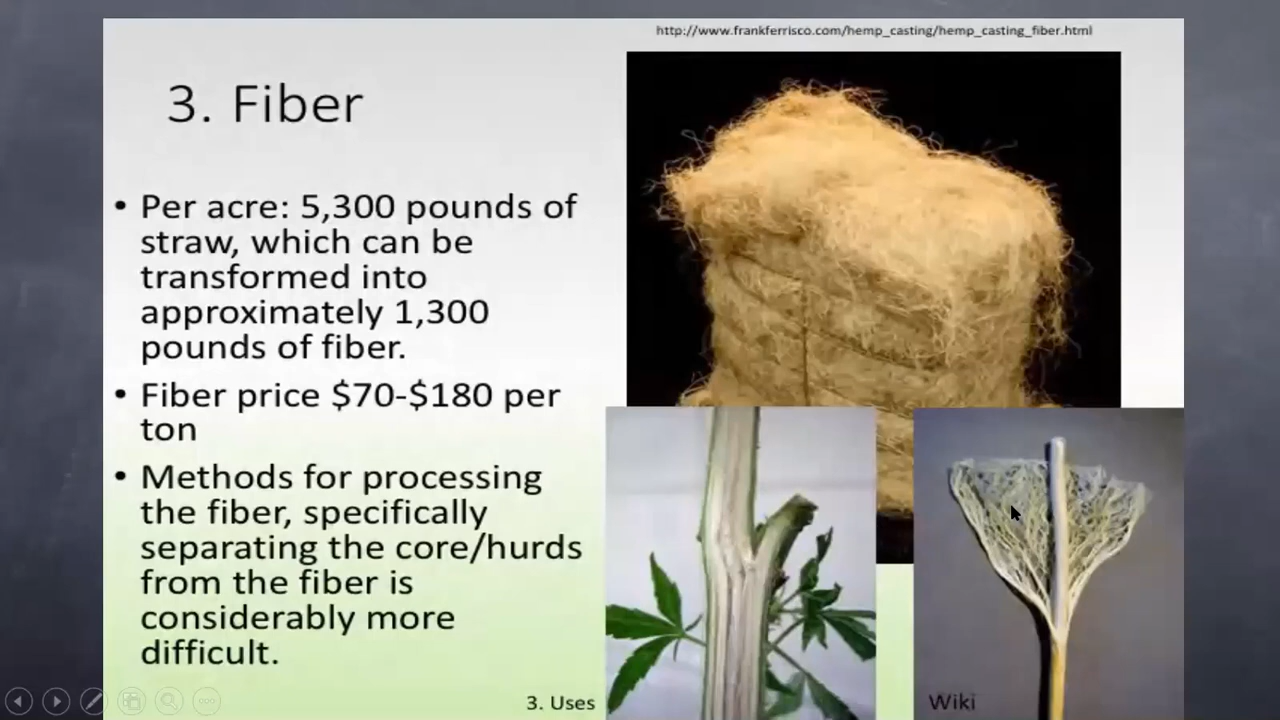 http://www.frankferrisco.com/hemp_casting/hemp_casting_fiber.html
3. Fiber
• Per acre: 5,300 pounds of
straw, which can be
transformed into
approximately 1,300
pounds of fiber.
• Fiber price $70-$180 per
ton
• Methods for processing
the fiber, specifically
separating the core/hurds
from the fiber is
considerably more
difficult.
3. Uses
Wiki